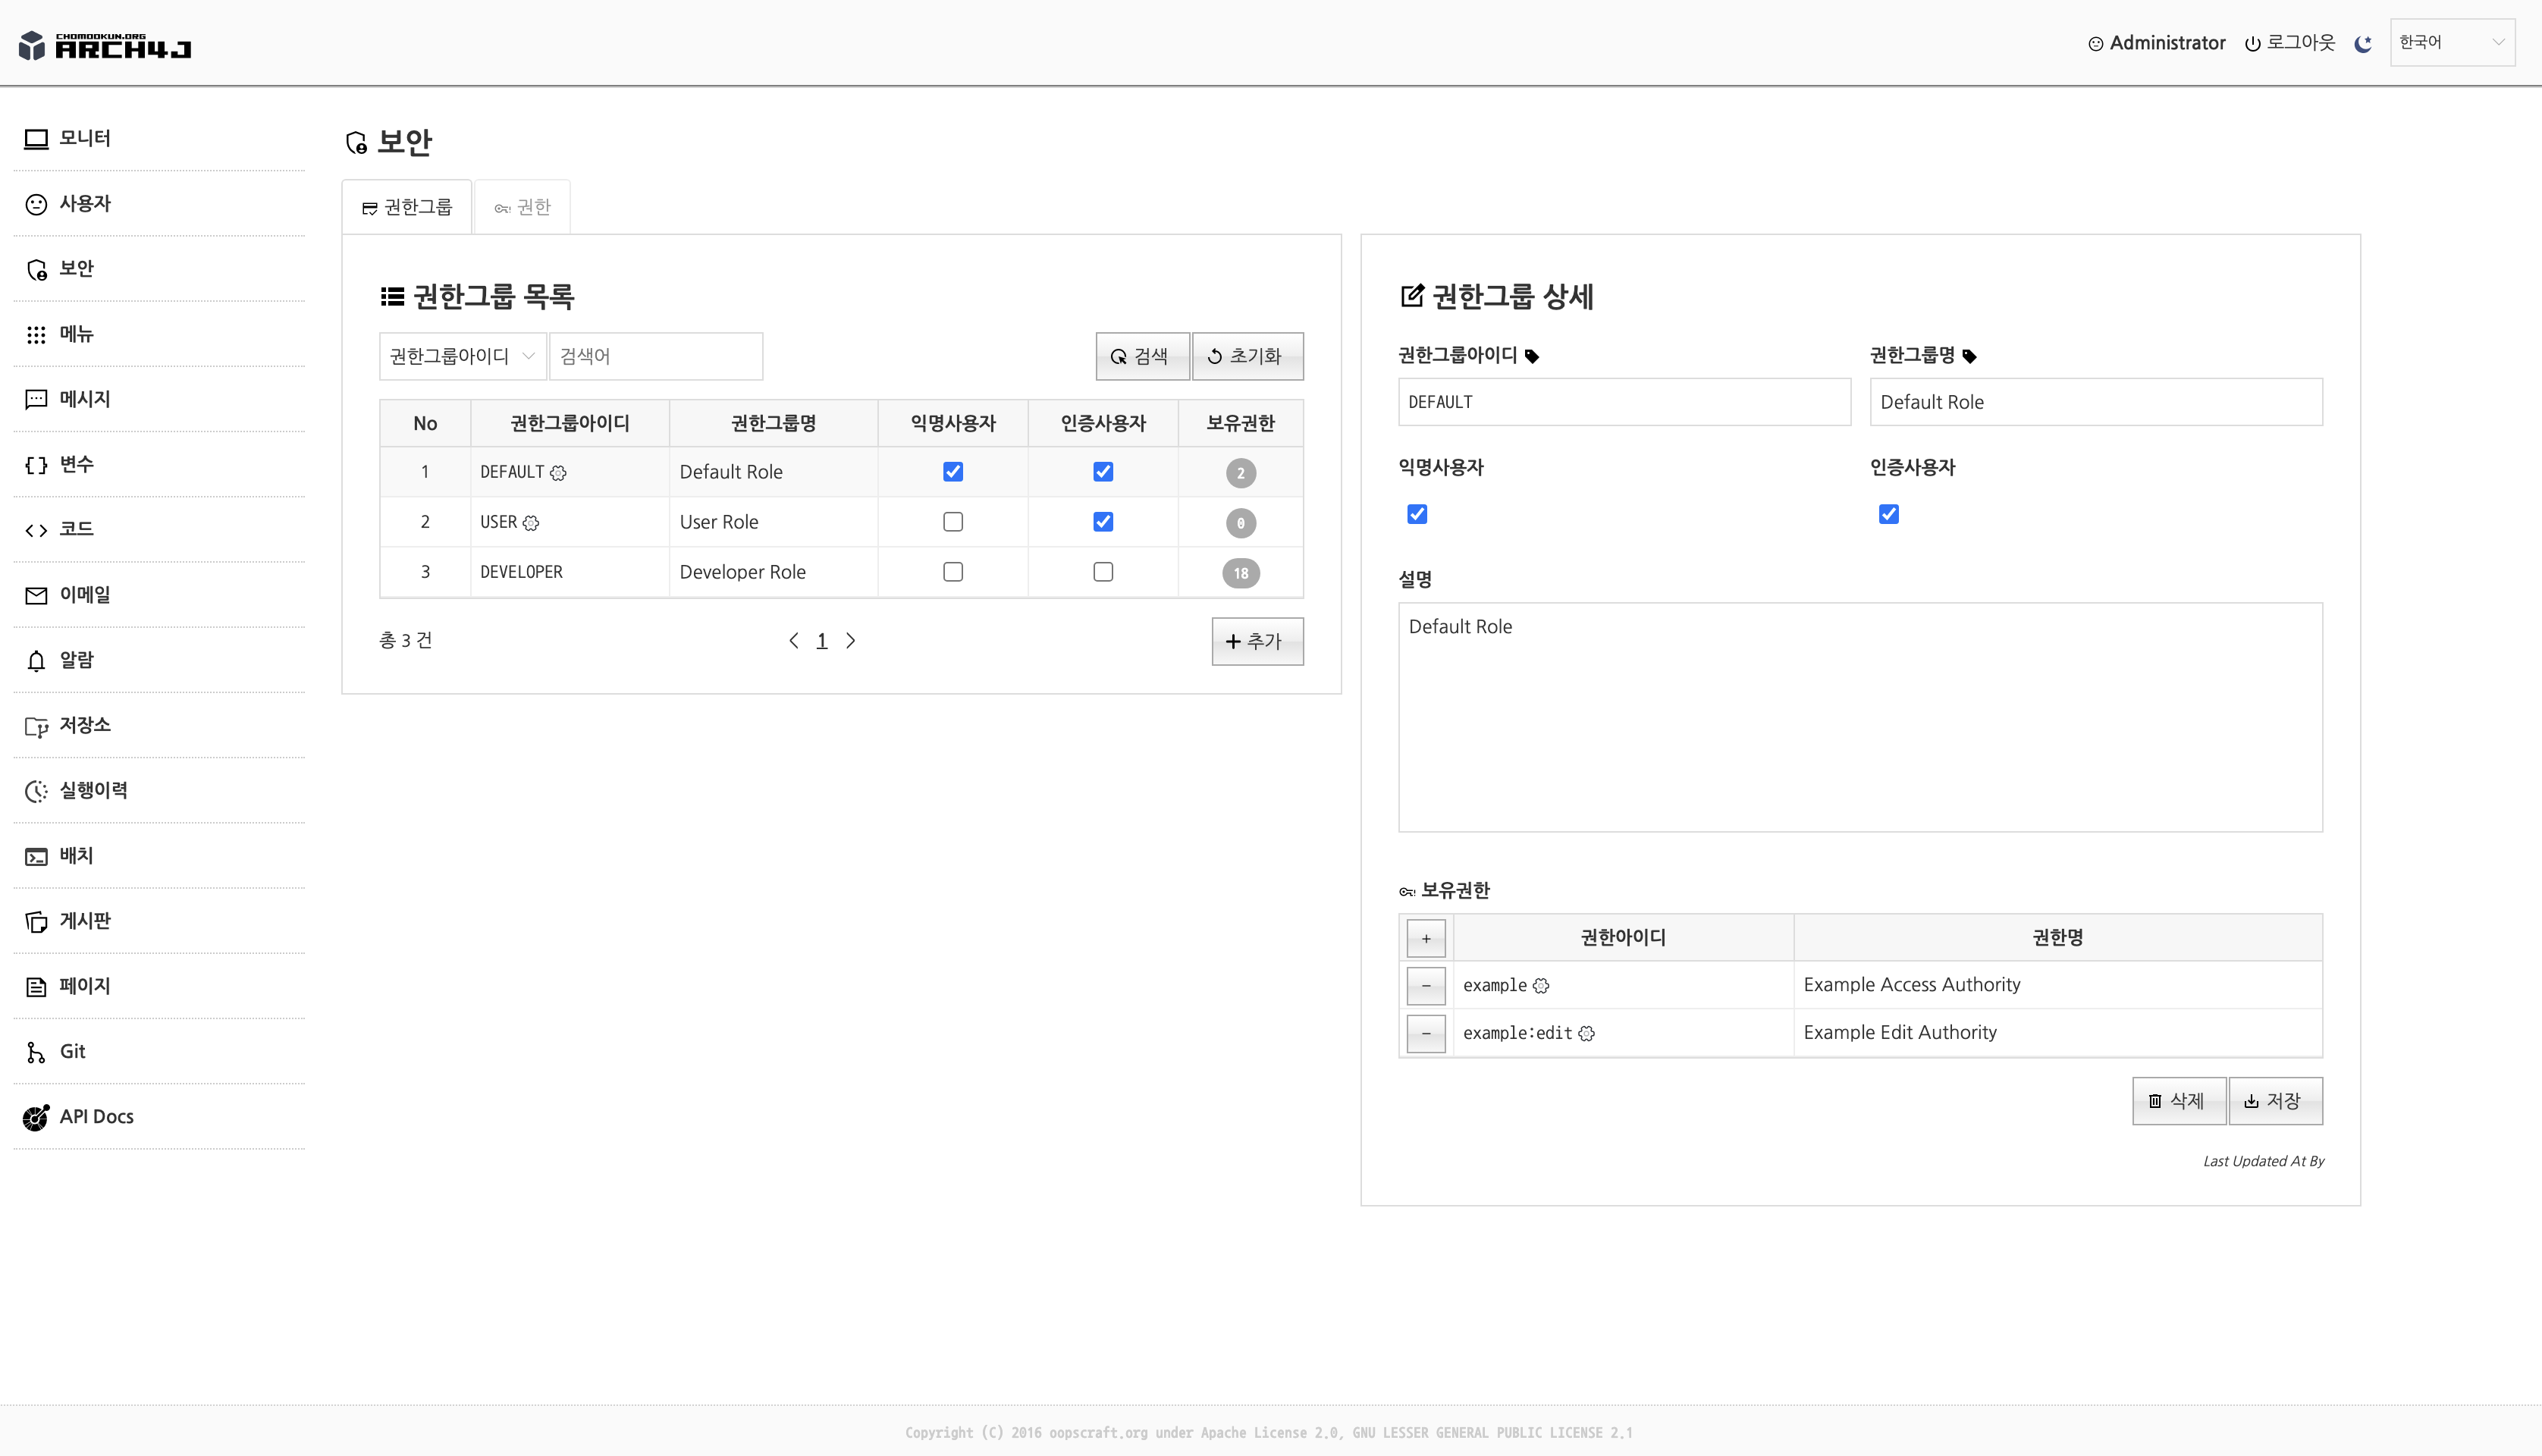 CHOMOOKUN.ORG
ARCH4J
Administrator 로그아웃 한국어
모니터
사용자
보안
메뉴
메시지
변수
코드
이메일
알람
저장소
실행이력
배치
게시판
페이지
Git
API Docs
보안
권한그룹 권한
권한그룹 목록
권한그룹아이디 검색어 검색 초기화
No 권한그룹아이디 권한그룹명 익명사용자 인증사용자 보유권한
1 DEFAULT Default Role 2
2 USER User Role 0
3 DEVELOPER Developer Role 18
총 3 건 < 1 > + 추가
권한그룹 상세
권한그룹아이디 권한그룹명
DEFAULT Default Role
익명사용자 인증사용자
설명
Default Role
보유권한
+ 권한아이디 권한명
- example Example Access Authority
- example:edit Example Edit Authority
삭제 저장
Last Updated At By
Copyright (C) 2016 oopscraft.org under Apache License 2.0, GNU LESSER GENERAL PUBLIC LICENSE 2.1